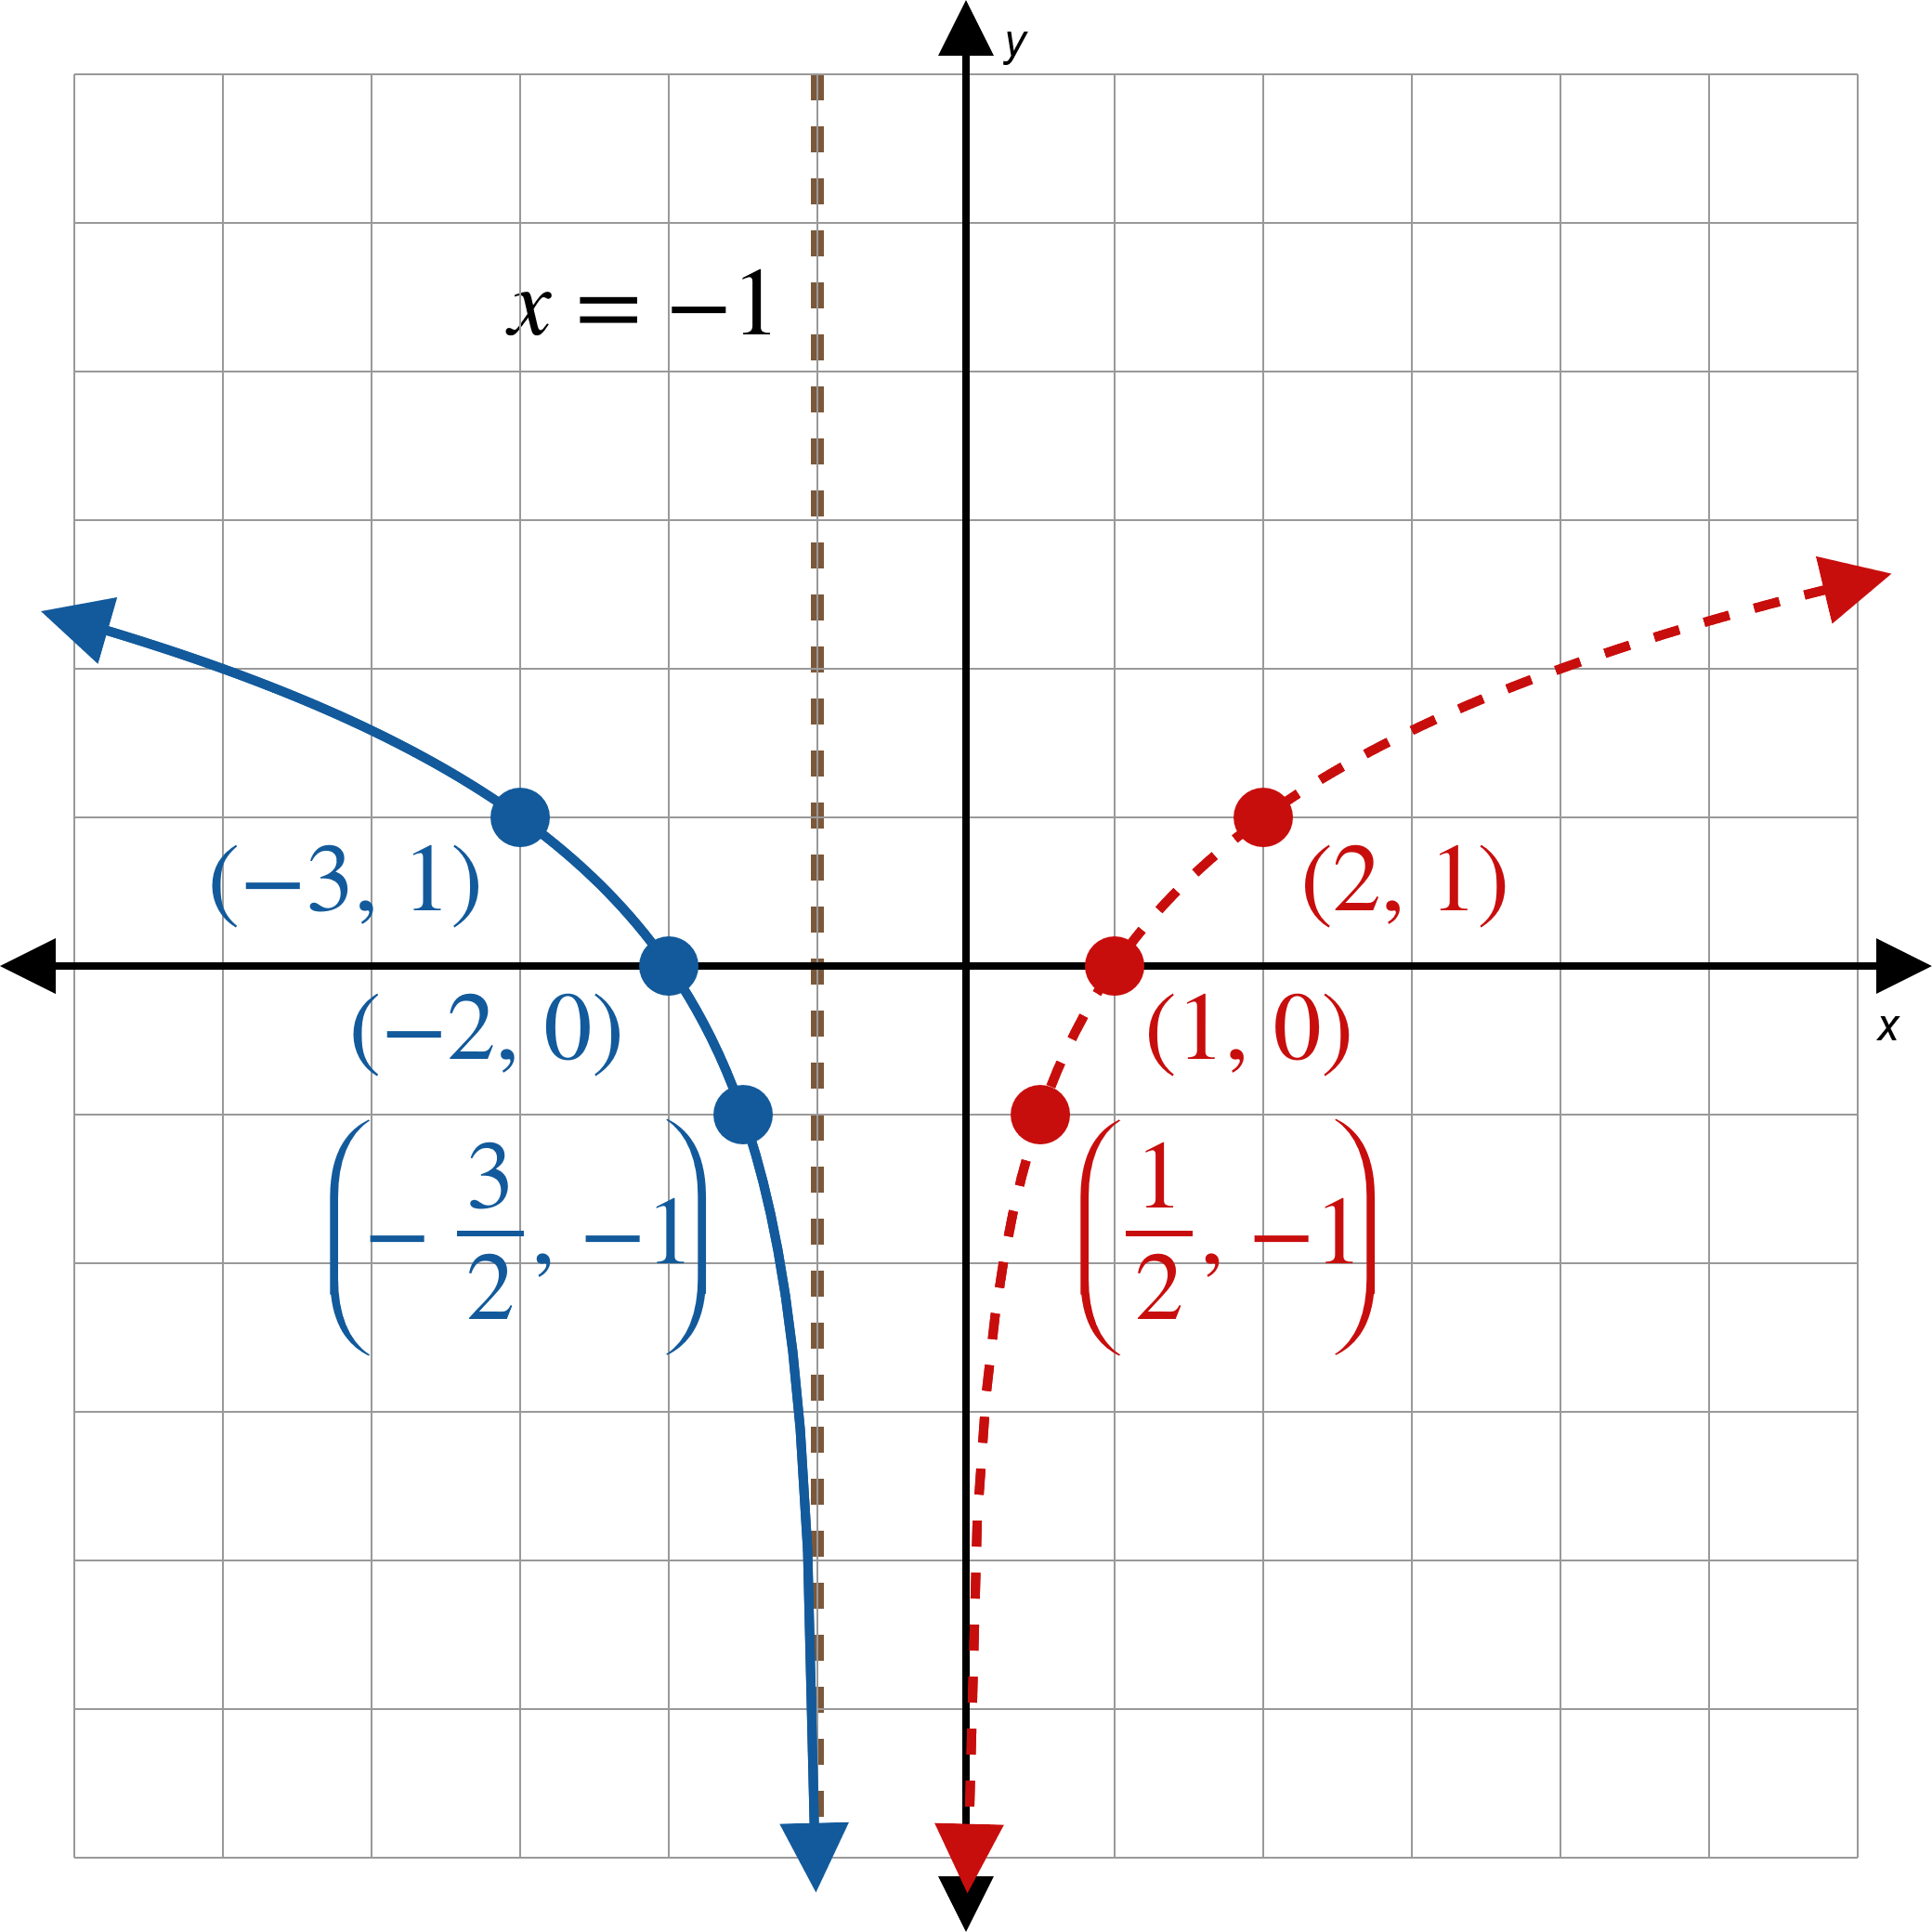 y
x = −1
(−3, 1)
(2, 1)
x
(−2, 0)
(1, 0)
(−3/2, −1)
(1/2, −1)